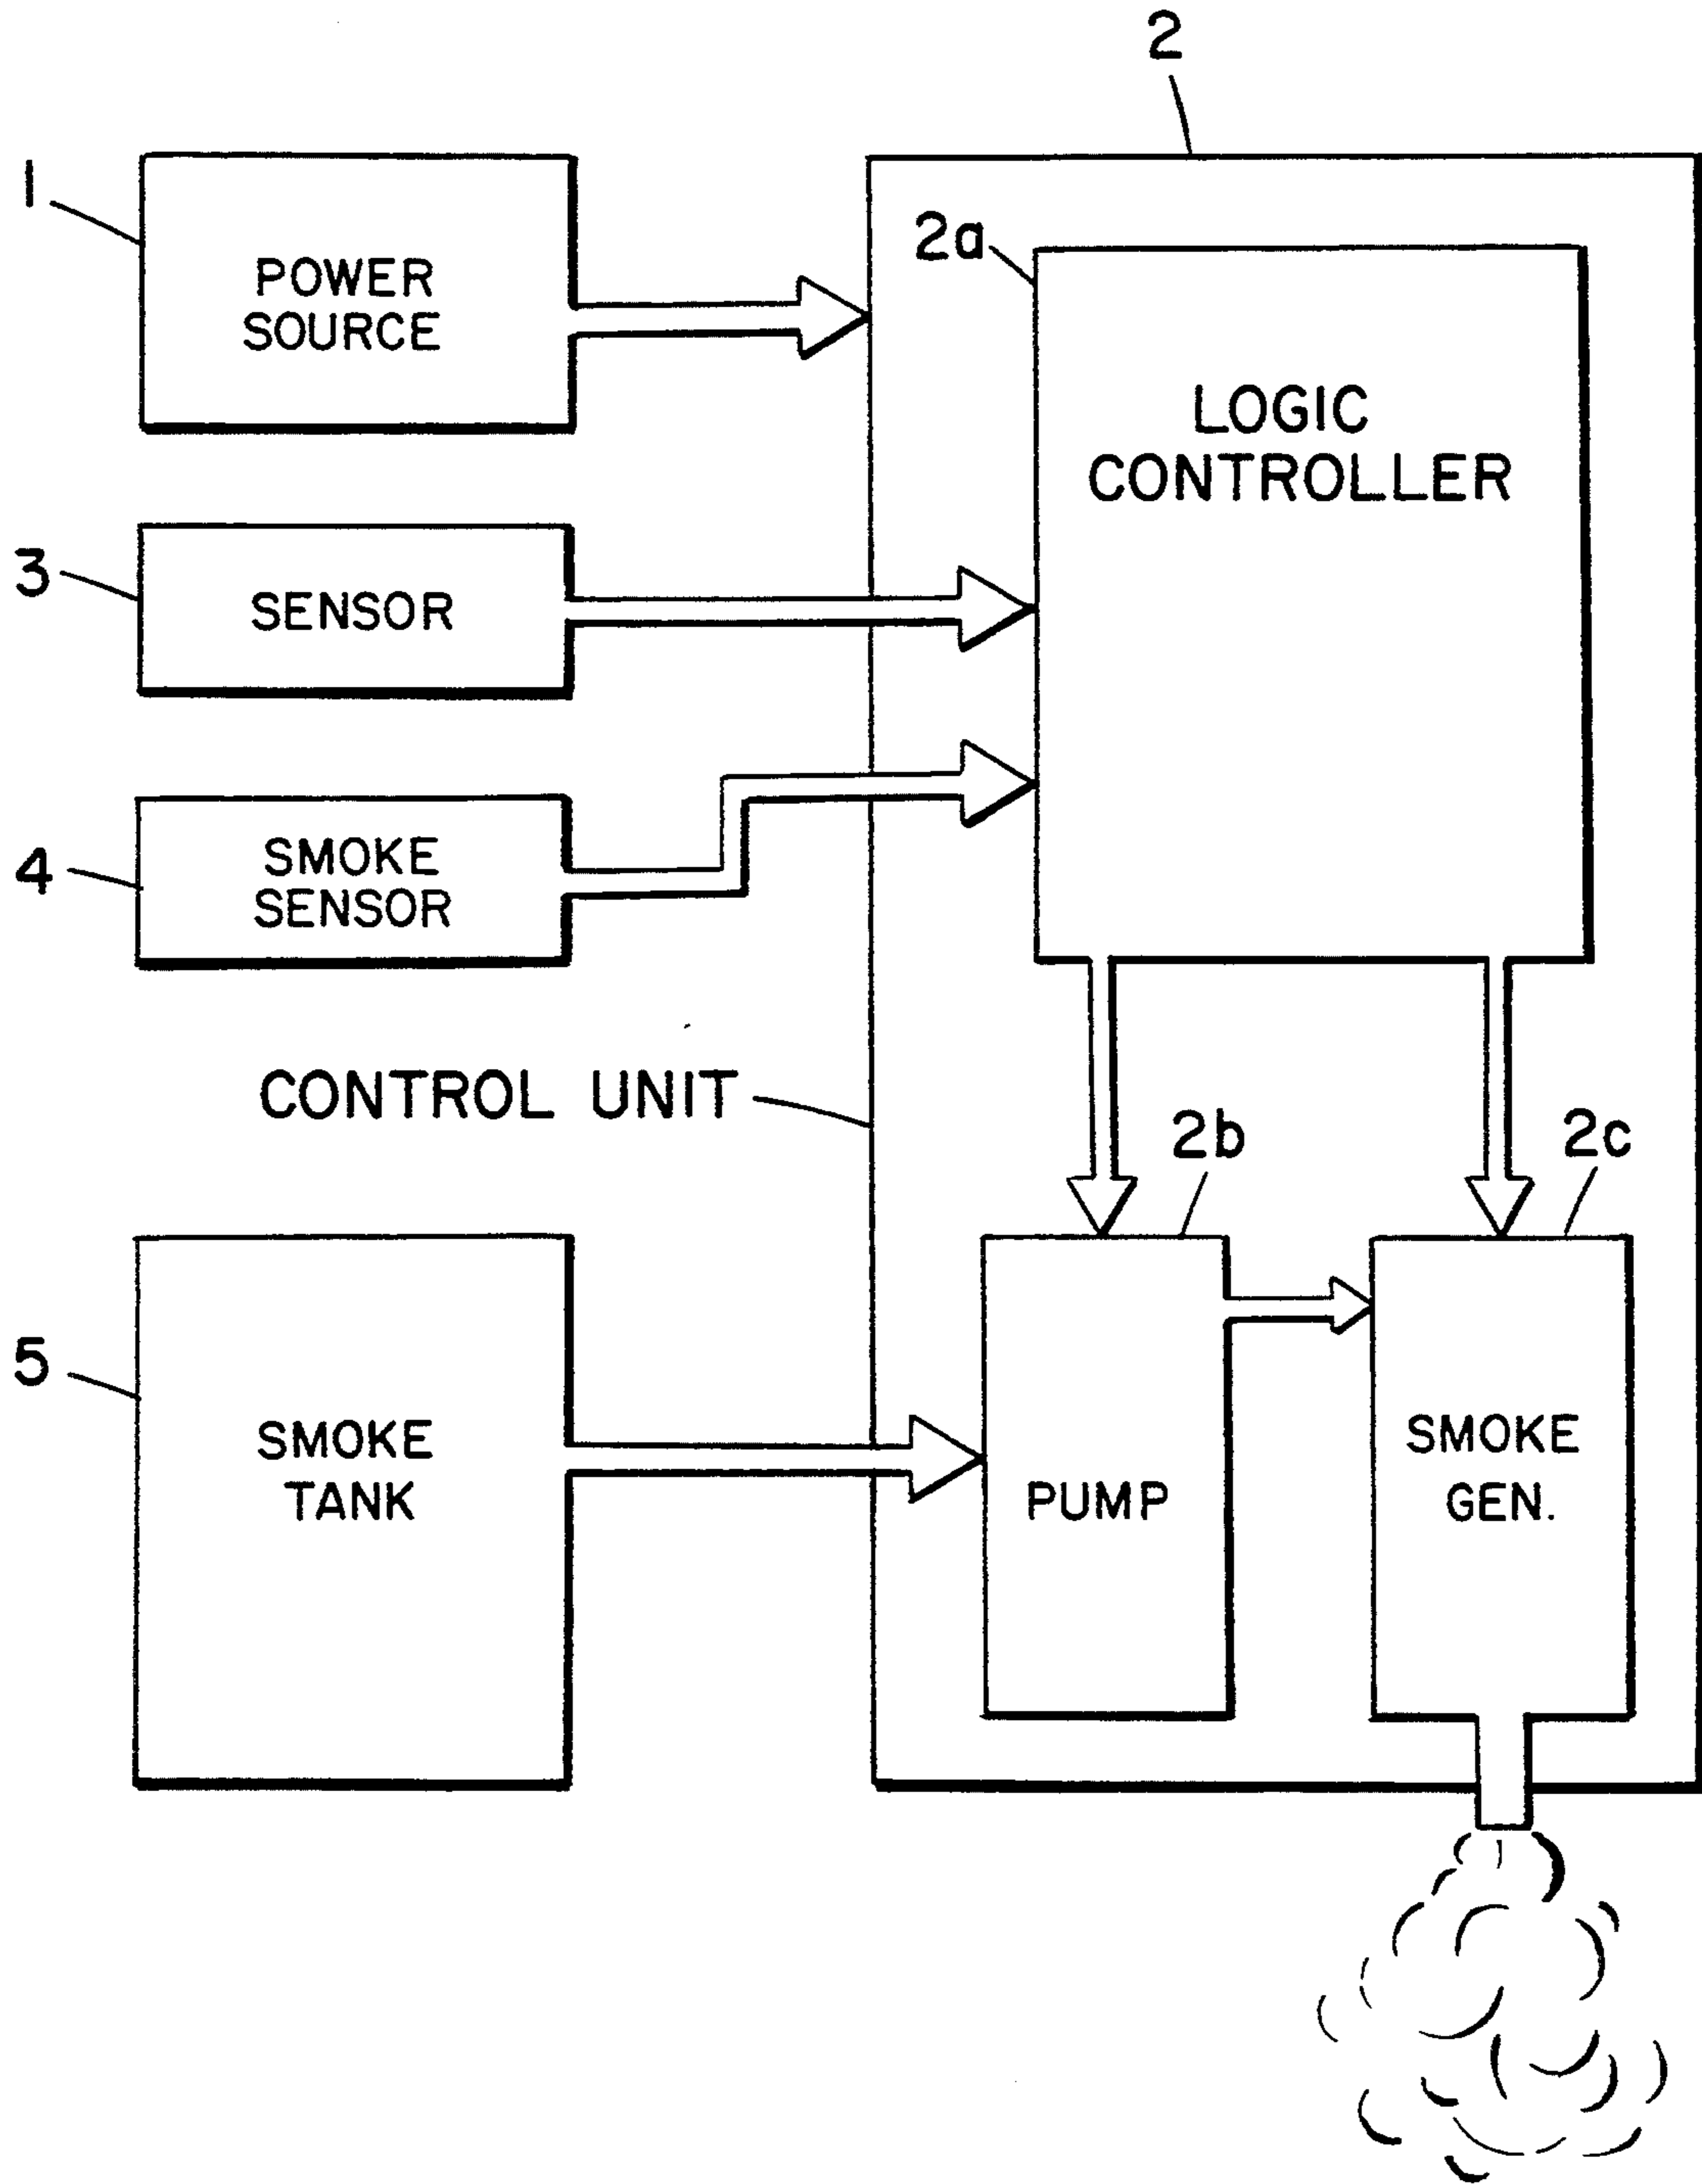 2
1
POWER
SOURCE
2a
LOGIC
CONTROLLER
3
SENSOR
4
SMOKE
SENSOR
CONTROL UNIT
2b
2c
5
SMOKE
TANK
PUMP
SMOKE
GEN.